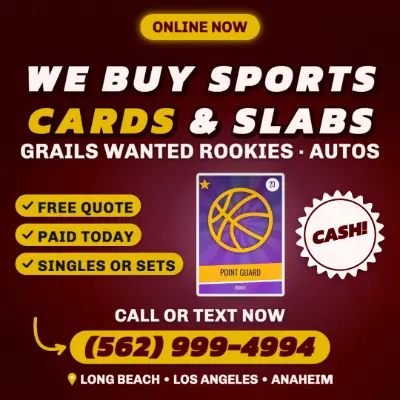 ONLINE NOW
WE BUY SPORTS
CARDS & SLABS
GRAILS WANTED ROOKIES · AUTOS
FREE QUOTE
PAID TODAY
SINGLES OR SETS
23
POINT GUARD
CASH!
CALL OR TEXT NOW
(562) 999-4994
LONG BEACH • LOS ANGELES • ANAHEIM